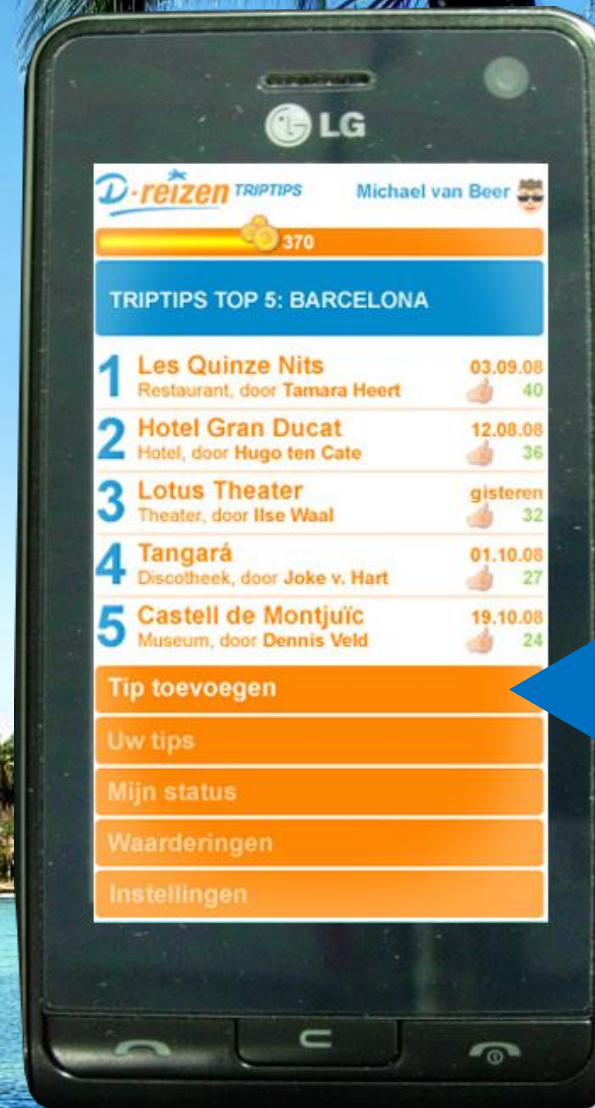 LG
D-reizen TRIPTIPS Michael van Beer
370
TRIPTIPS TOP 5: BARCELONA
1 Les Quinze Nits 03.09.08
Restaurant, door Tamara Heert 40
2 Hotel Gran Ducat 12.08.08
Hotel, door Hugo ten Cate 36
3 Lotus Theater gisteren
Theater, door Ilse Waal 32
4 Tangará 01.10.08
Discotheek, door Joke v. Hart 27
5 Castell de Montjuïc 19.10.08
Museum, door Dennis Veld 24
Tip toevoegen
Uw tips
Mijn status
Waarderingen
Instellingen